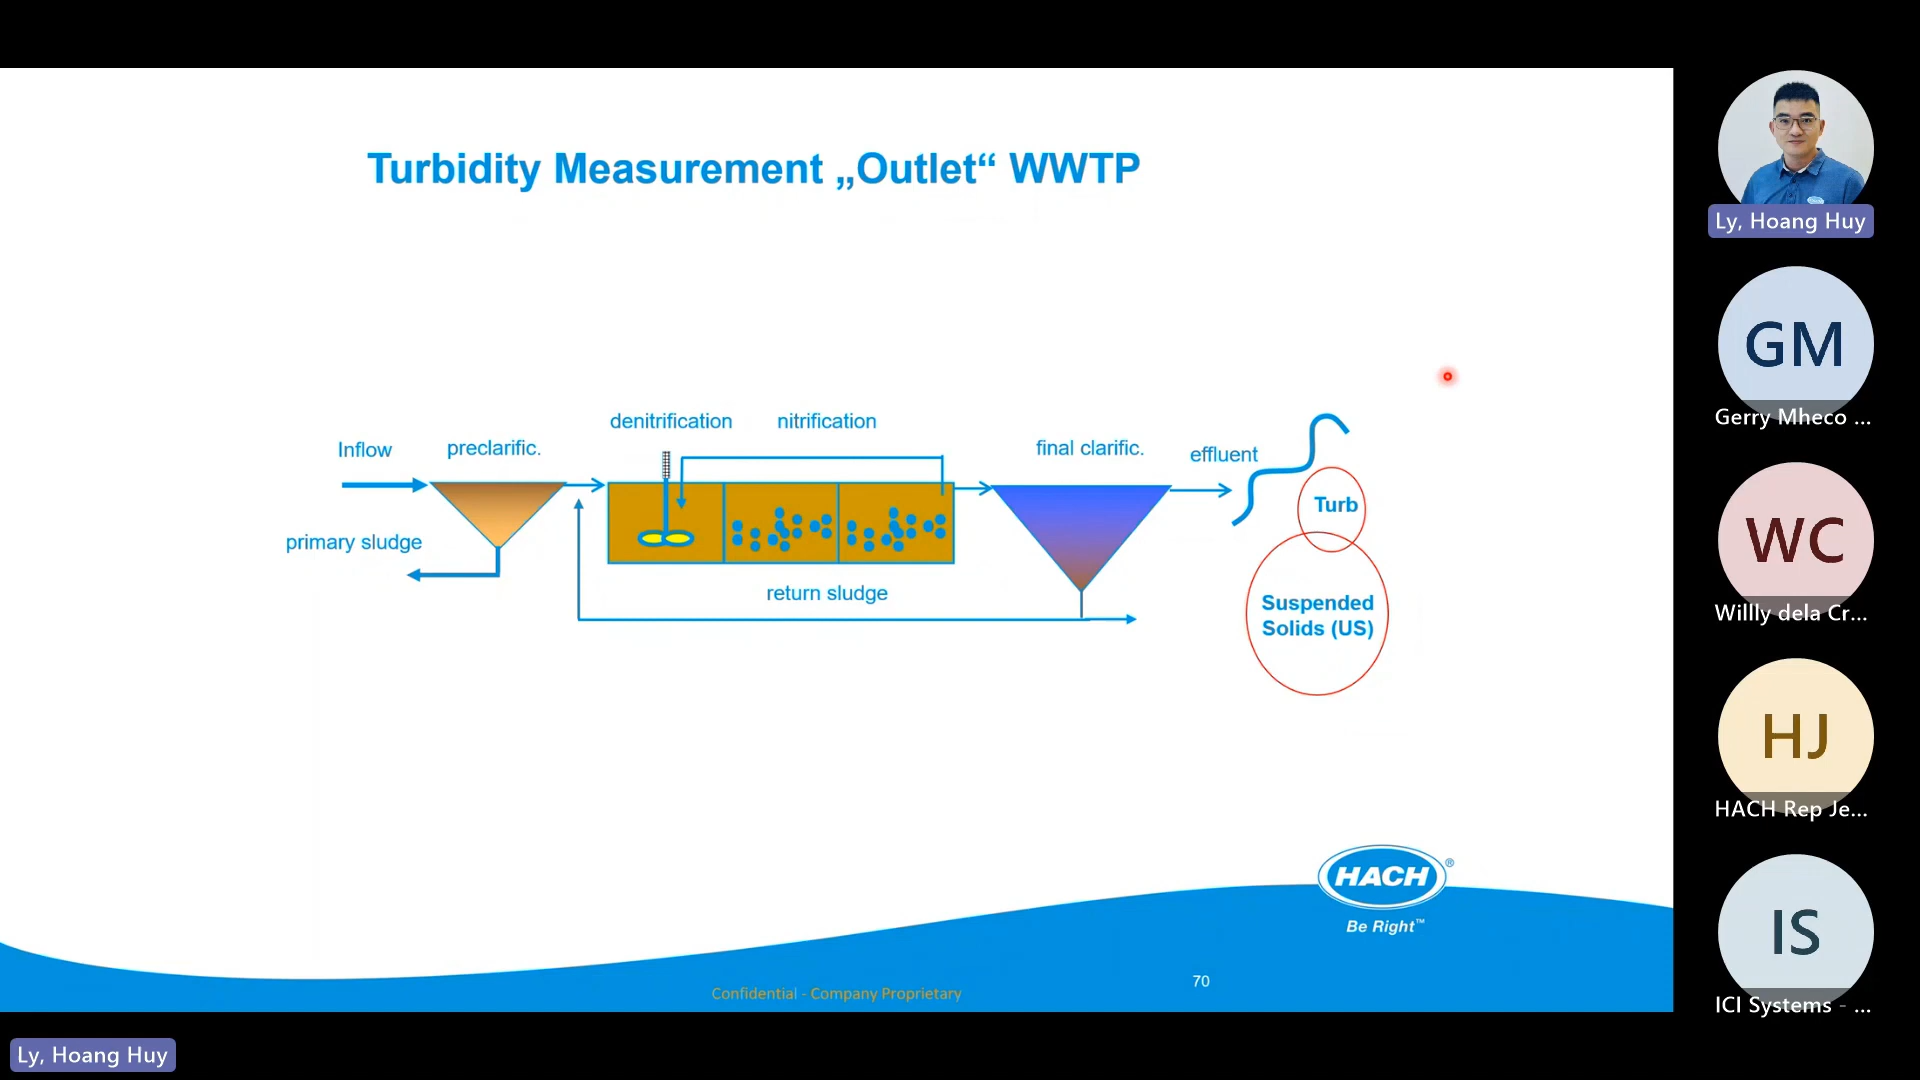 Turbidity Measurement „Outlet“ WWTP
denitrification
nitrification
Inflow
preclarific.
final clarific.
effluent
Turb
primary sludge
return sludge
Suspended
Solids (US)
HACH®
Be Right™
70
Confidential - Company Proprietary
Ly, Hoang Huy
GM
Gerry Mheco ...
WC
Willly dela Cr...
HJ
HACH Rep Je...
IS
ICI Systems - ...
Ly, Hoang Huy